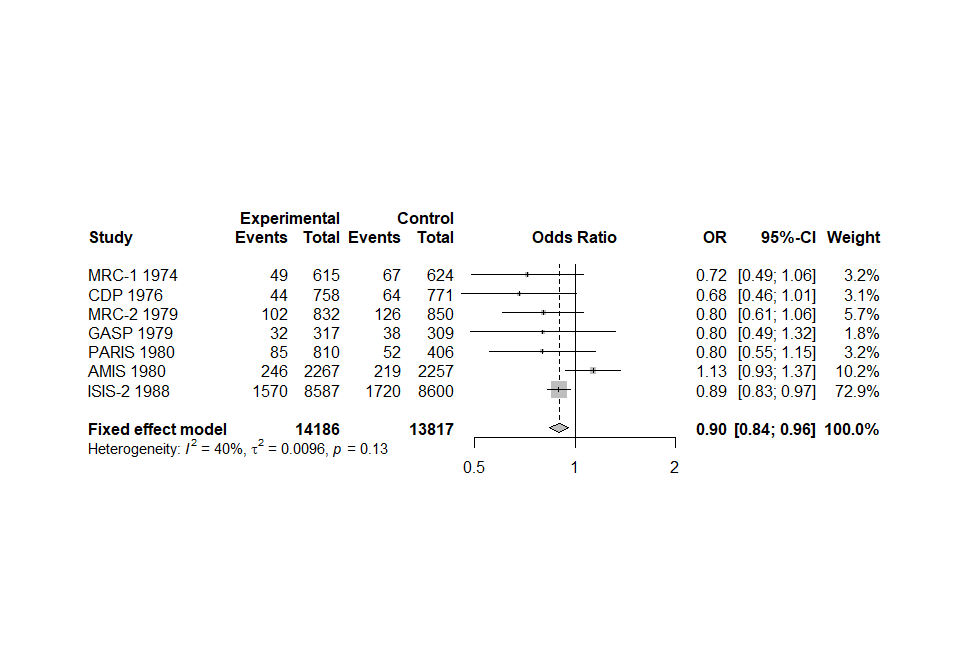 Experimental Control
Study Events Total Events Total Odds Ratio OR 95%-CI Weight
MRC-1 1974 49 615 67 624 0.72 [0.49; 1.06] 3.2%
CDP 1976 44 758 64 771 0.68 [0.46; 1.01] 3.1%
MRC-2 1979 102 832 126 850 0.80 [0.61; 1.06] 5.7%
GASP 1979 32 317 38 309 0.80 [0.49; 1.32] 1.8%
PARIS 1980 85 810 52 406 0.80 [0.55; 1.15] 3.2%
AMIS 1980 246 2267 219 2257 1.13 [0.93; 1.37] 10.2%
ISIS-2 1988 1570 8587 1720 8600 0.89 [0.83; 0.97] 72.9%
Fixed effect model 14186 13817 0.90 [0.84; 0.96] 100.0%
Heterogeneity: I² = 40%, τ² = 0.0096, p = 0.13
0.5 1 2